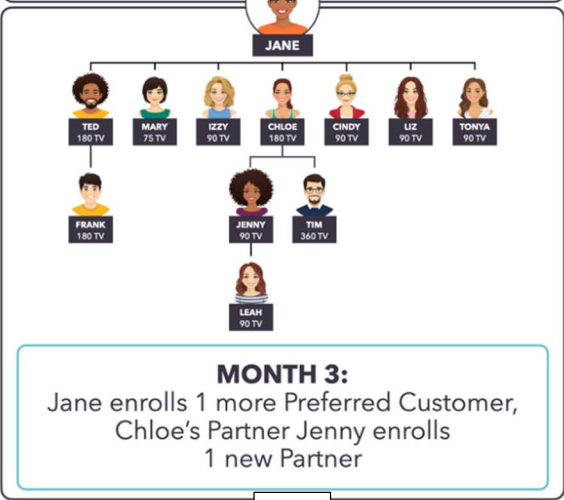 JANE
TED
180 TV
MARY
75 TV
IZZY
90 TV
CHLOE
180 TV
CINDY
90 TV
LIZ
90 TV
TONYA
90 TV
FRANK
180 TV
JENNY
90 TV
TIM
360 TV
LEAH
90 TV
MONTH 3:
Jane enrolls 1 more Preferred Customer,
Chloe's Partner Jenny enrolls
1 new Partner